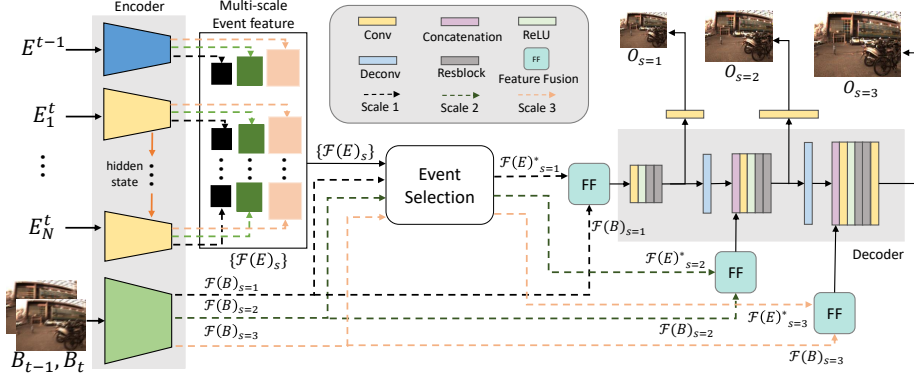 Encoder
Multi-scale
Event feature
E^{t−1}
E_1^t
⋮
hidden
state
E_N^t
B_{t−1}, B_t
{ℱ(E)_s}
{ℱ(E)_s}
ℱ(B)_{s=1}
ℱ(B)_{s=2}
ℱ(B)_{s=3}
Event
Selection
Conv
Concatenation
ReLU
Deconv
Resblock
FF
Feature Fusion
Scale 1
Scale 2
Scale 3
ℱ(E)*_{s=1}
FF
ℱ(B)_{s=1}
ℱ(E)*_{s=2}
FF
ℱ(B)_{s=2}
ℱ(E)*_{s=3}
FF
ℱ(B)_{s=3}
O_{s=1}
O_{s=2}
O_{s=3}
Decoder